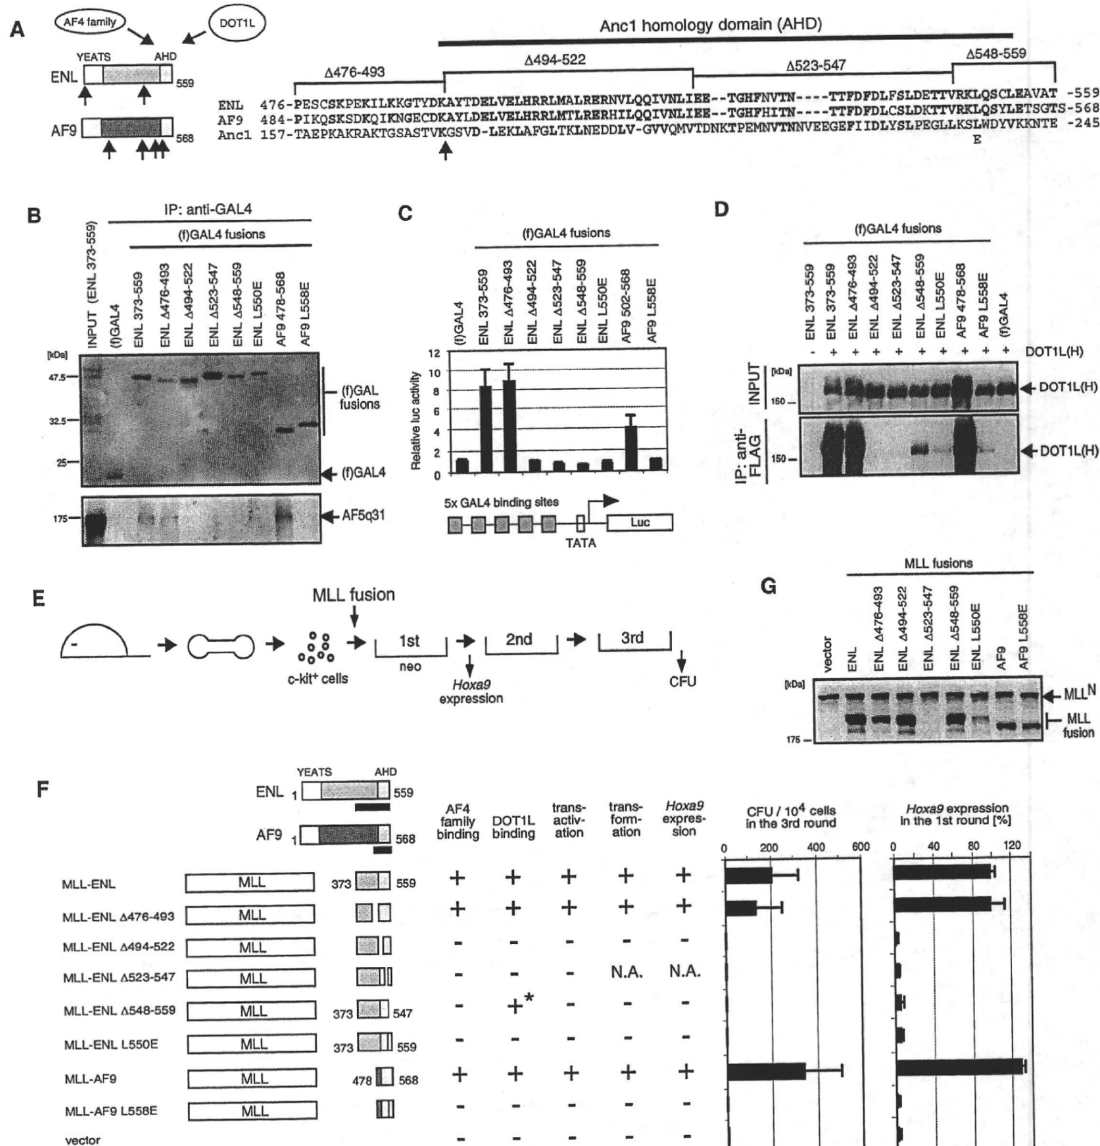 A
AF4 family
DOT1L
YEATS
AHD
ENL
559
AF9
568
Anc1 homology domain (AHD)
Δ476-493
Δ494-522
Δ523-547
Δ548-559
ENL 476-PESCSKPEKILKKGTYDKAYTDELVELHRRLMALRERNVLQQIVNLIEE--TGHFNVTN----TTFDFDLFSLDETTVRKLQSCLEAVAT -559
AF9 484-PIKQSKSDKQIKNGECDKAYLDELVELHRRLMTLRERHILQQIVNLIEE--TGHFHITN----TTFDFDLCSLDKTTVRKLQSYLETSGTS -568
Anc1 157-TAEPKAKRAKTGSASTVKGSVD-LEKLAFGLTKLNEDDLV-GVVQMVTDNKTPEMNVTNNVEEGEFIIDLYSLPEGLLKSLWDYVKKNTE -245
E
B
IP: anti-GAL4
(f)GAL4 fusions
INPUT (ENL 373-559)
(f)GAL4
ENL 373-559
ENL Δ476-493
ENL Δ494-522
ENL Δ523-547
ENL Δ548-559
ENL L550E
AF9 478-568
AF9 L558E
[kDa]
47.5
32.5
25
175
(f)GAL fusions
(f)GAL4
AF5q31
C
(f)GAL4 fusions
(f)GAL4
ENL 373-559
ENL Δ476-493
ENL Δ494-522
ENL Δ523-547
ENL Δ548-559
ENL L550E
AF9 502-568
AF9 L558E
Relative luc activity
12
10
8
6
4
2
0
5x GAL4 binding sites
TATA
Luc
D
(f)GAL4 fusions
ENL 373-559
ENL 373-559
ENL Δ476-493
ENL Δ494-522
ENL Δ523-547
ENL Δ548-559
ENL L550E
AF9 478-568
AF9 L558E
(f)GAL4
- + + + + + + + + + DOT1L(H)
INPUT
[kDa]
150
DOT1L(H)
IP: anti-FLAG
150
DOT1L(H)
E
MLL fusion
c-kit+ cells
1st
neo
2nd
3rd
Hoxa9 expression
CFU
G
MLL fusions
vector
ENL
ENL Δ476-493
ENL Δ494-522
ENL Δ523-547
ENL Δ548-559
ENL L550E
AF9
AF9 L558E
[kDa]
175
MLL N
MLL fusion
F
YEATS
AHD
ENL 1
559
AF9 1
568
AF4 family binding
DOT1L binding
trans-activ-ation
trans-form-ation
Hoxa9 expres-sion
CFU / 10⁴ cells in the 3rd round
0 200 400 600
Hoxa9 expression in the 1st round [%]
0 40 80 120
MLL-ENL MLL 373 559 + + + + +
MLL-ENL Δ476-493 MLL + + + + +
MLL-ENL Δ494-522 MLL - - - - -
MLL-ENL Δ523-547 MLL - - - N.A. N.A.
MLL-ENL Δ548-559 MLL 373 547 - +* - - -
MLL-ENL L550E MLL 373 559 - - - - -
MLL-AF9 MLL 478 568 + + + + +
MLL-AF9 L558E MLL - - - - -
vector - - - - -